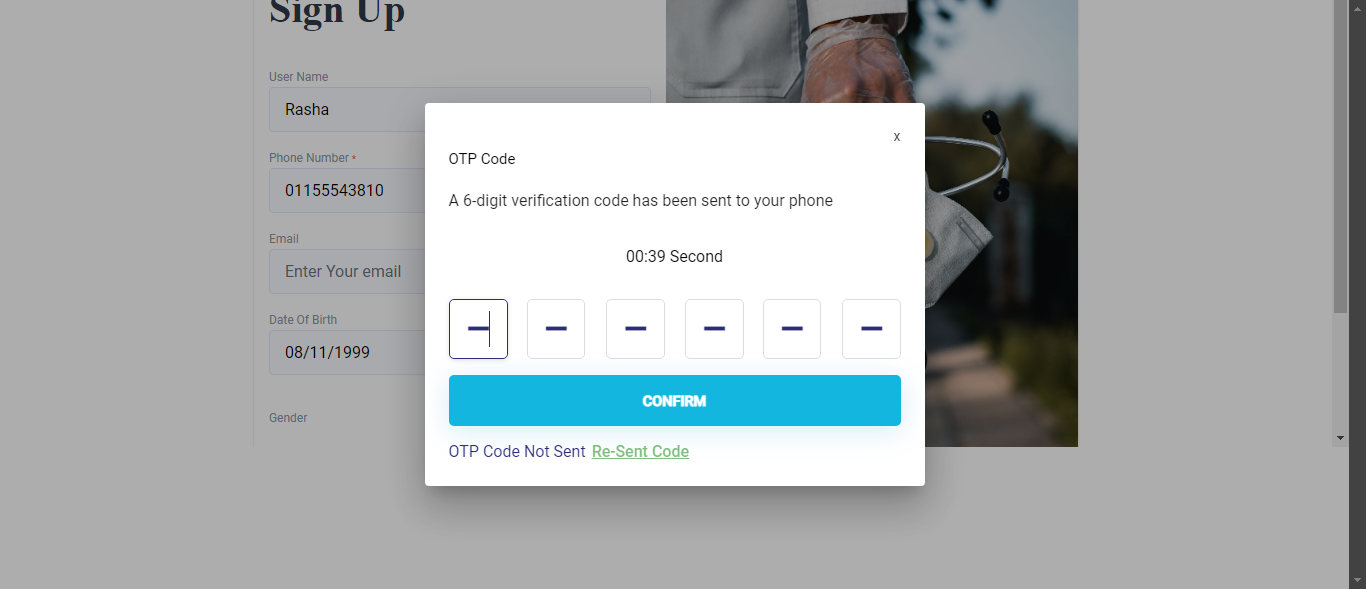 Sign Up
User Name
Rasha
Phone Number *
01155543810
Email
Enter Your email
Date Of Birth
08/11/1999
Gender
x
OTP Code
A 6-digit verification code has been sent to your phone
00:39 Second
CONFIRM
OTP Code Not Sent Re-Sent Code